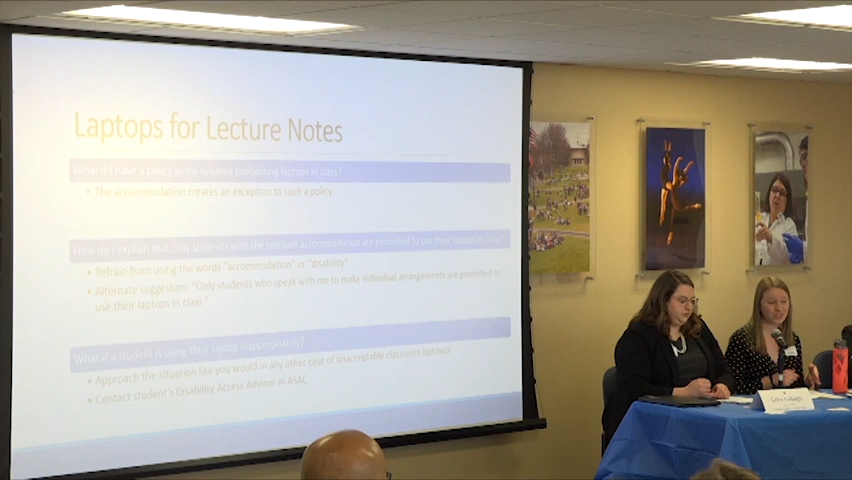 Laptops for Lecture Notes
What if I have a policy in my syllabus prohibiting laptops in class?
• The accommodation creates an exception to such a policy.
How do I explain that only students with the relevant accommodation are permitted to use their laptops in class?
• Refrain from using the words "accommodation" or "disability"
• Alternate suggestion: "Only students who speak with me to make individual arrangements are permitted to
use their laptops in class."
What if a student is using their laptop inappropriately?
• Approach the situation like you would in any other case of unacceptable classroom behavior
• Contact student's Disability Access Advisor in ASAC